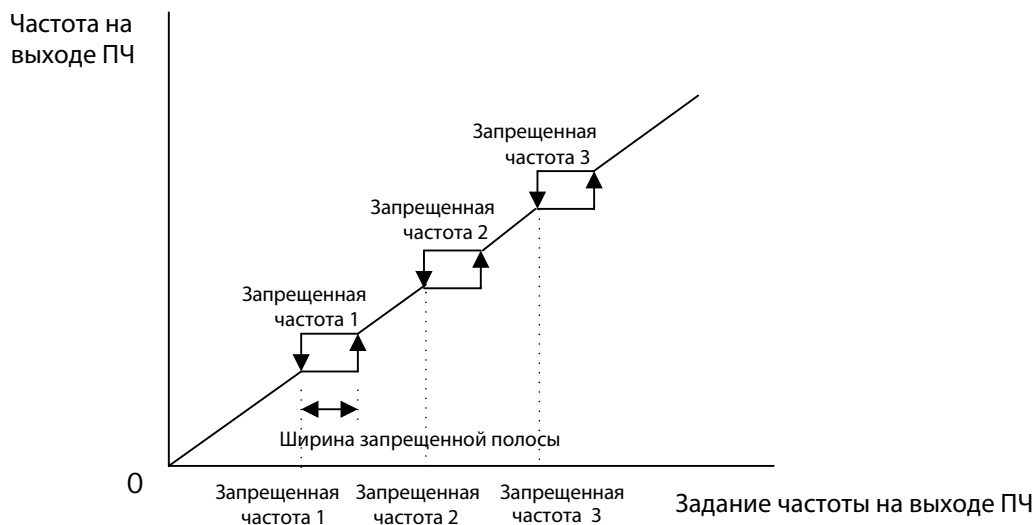 Частота на
выходе ПЧ
Запрещенная
частота 3
Запрещенная
частота 2
Запрещенная
частота 1
Ширина запрещенной полосы
0
Запрещенная
частота 1
Запрещенная
частота 2
Запрещенная
частота 3
Задание частоты на выходе ПЧ